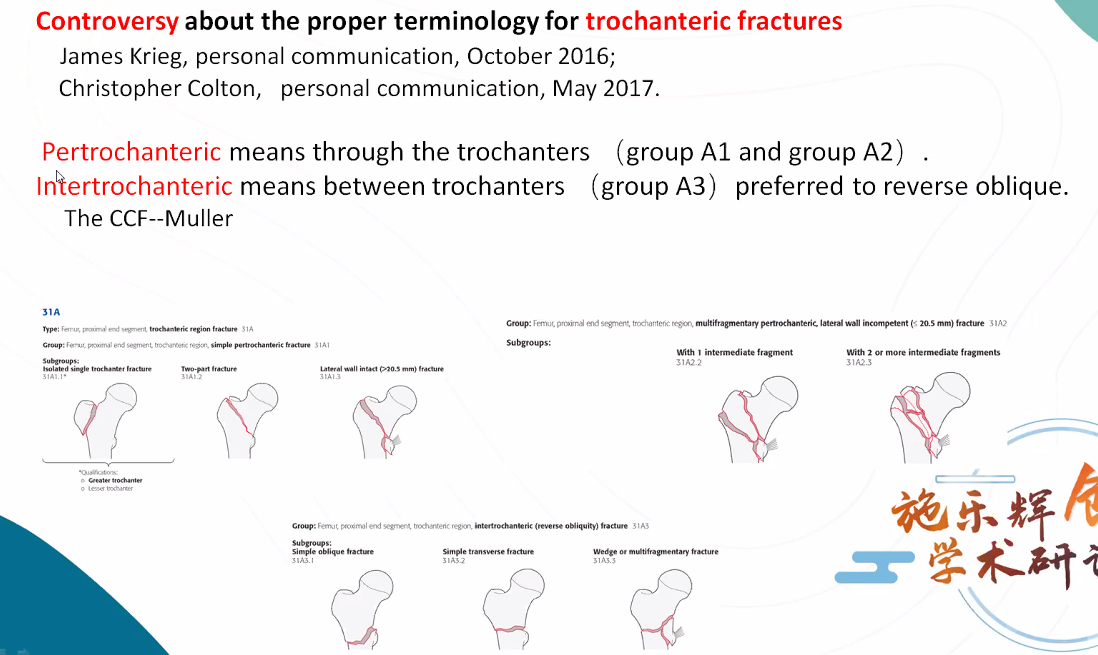 Controversy about the proper terminology for trochanteric fractures
James Krieg, personal communication, October 2016;
Christopher Colton, personal communication, May 2017.
Pertrochanteric means through the trochanters （group A1 and group A2）.
Intertrochanteric means between trochanters （group A3） preferred to reverse oblique.
The CCF--Muller
31A
Type: Femur, proximal end segment, trochanteric region fracture 31A
Group: Femur, proximal end segment, trochanteric region, simple pertrochanteric fracture 31A1
Subgroups:
Isolated single trochanter fracture
31A1.1*
Two-part fracture
31A1.2
Lateral wall intact (>20.5 mm) fracture
31A1.3
*Qualifications:
o Greater trochanter
o Lesser trochanter
Group: Femur, proximal end segment, trochanteric region, multifragmentary pertrochanteric, lateral wall incompetent (≤ 20.5 mm) fracture 31A2
Subgroups:
With 1 intermediate fragment
31A2.2
With 2 or more intermediate fragments
31A2.3
Group: Femur, proximal end segment, trochanteric region, intertrochanteric (reverse obliquity) fracture 31A3
Subgroups:
Simple oblique fracture
31A3.1
Simple transverse fracture
31A3.2
Wedge or multifragmentary fracture
31A3.3
施乐辉
学术研